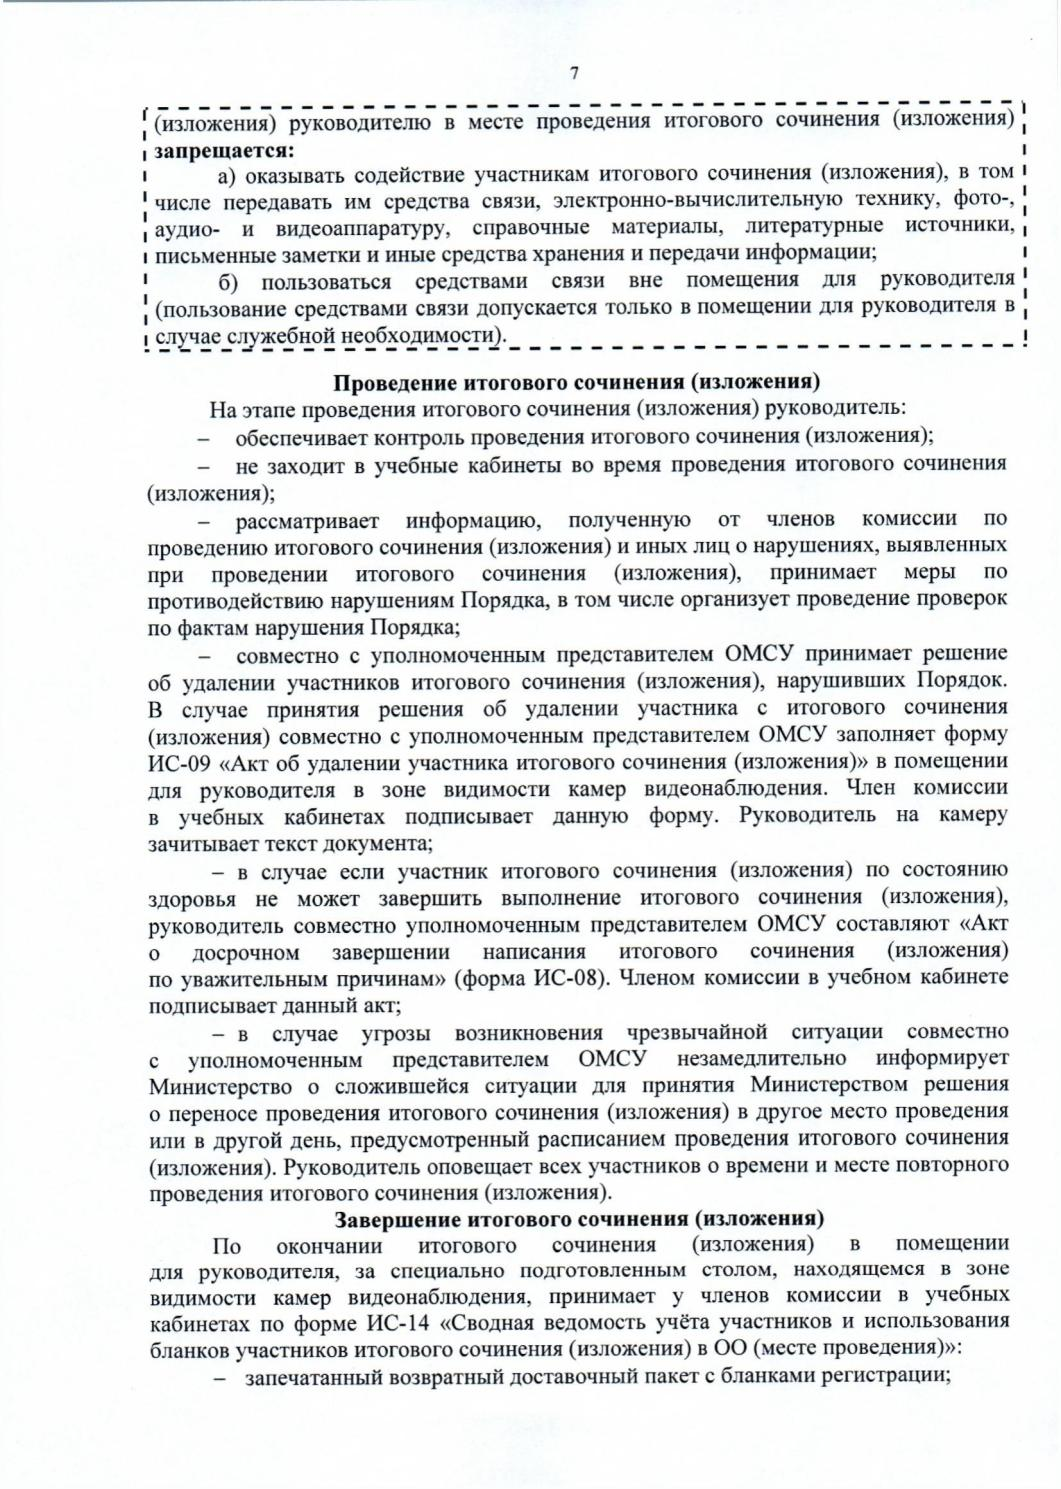 7
(изложения) руководителю в месте проведения итогового сочинения (изложения)
запрещается:
а) оказывать содействие участникам итогового сочинения (изложения), в том
числе передавать им средства связи, электронно-вычислительную технику, фото-,
аудио- и видеоаппаратуру, справочные материалы, литературные источники,
письменные заметки и иные средства хранения и передачи информации;
б) пользоваться средствами связи вне помещения для руководителя
(пользование средствами связи допускается только в помещении для руководителя в
случае служебной необходимости).
Проведение итогового сочинения (изложения)
На этапе проведения итогового сочинения (изложения) руководитель:
– обеспечивает контроль проведения итогового сочинения (изложения);
– не заходит в учебные кабинеты во время проведения итогового сочинения
(изложения);
– рассматривает информацию, полученную от членов комиссии по
проведению итогового сочинения (изложения) и иных лиц о нарушениях, выявленных
при проведении итогового сочинения (изложения), принимает меры по
противодействию нарушениям Порядка, в том числе организует проведение проверок
по фактам нарушения Порядка;
– совместно с уполномоченным представителем ОМСУ принимает решение
об удалении участников итогового сочинения (изложения), нарушивших Порядок.
В случае принятия решения об удалении участника с итогового сочинения
(изложения) совместно с уполномоченным представителем ОМСУ заполняет форму
ИС-09 «Акт об удалении участника итогового сочинения (изложения)» в помещении
для руководителя в зоне видимости камер видеонаблюдения. Член комиссии
в учебных кабинетах подписывает данную форму. Руководитель на камеру
зачитывает текст документа;
– в случае если участник итогового сочинения (изложения) по состоянию
здоровья не может завершить выполнение итогового сочинения (изложения),
руководитель совместно уполномоченным представителем ОМСУ составляют «Акт
о досрочном завершении написания итогового сочинения (изложения)
по уважительным причинам» (форма ИС-08). Членом комиссии в учебном кабинете
подписывает данный акт;
– в случае угрозы возникновения чрезвычайной ситуации совместно
с уполномоченным представителем ОМСУ незамедлительно информирует
Министерство о сложившейся ситуации для принятия Министерством решения
о переносе проведения итогового сочинения (изложения) в другое место проведения
или в другой день, предусмотренный расписанием проведения итогового сочинения
(изложения). Руководитель оповещает всех участников о времени и месте повторного
проведения итогового сочинения (изложения).
Завершение итогового сочинения (изложения)
По окончании итогового сочинения (изложения) в помещении
для руководителя, за специально подготовленным столом, находящемся в зоне
видимости камер видеонаблюдения, принимает у членов комиссии в учебных
кабинетах по форме ИС-14 «Сводная ведомость учёта участников и использования
бланков участников итогового сочинения (изложения) в ОО (месте проведения)»:
– запечатанный возвратный доставочный пакет с бланками регистрации;